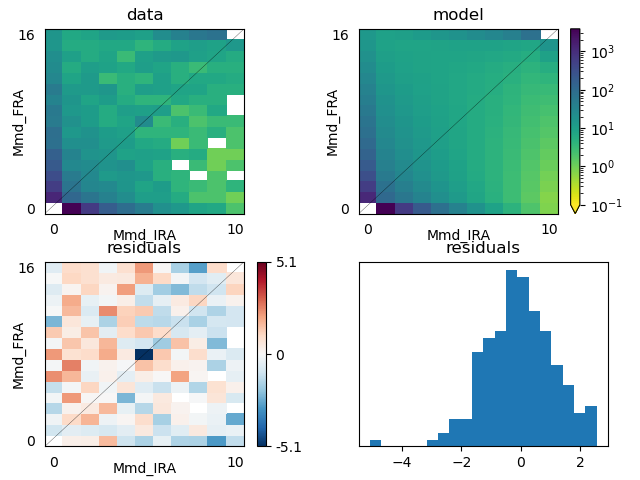 data
model
16
Mmd_FRA
0
0
Mmd_IRA
10
16
Mmd_FRA
0
0
Mmd_IRA
10
10³
10²
10¹
10⁰
10⁻¹
residuals
residuals
16
Mmd_FRA
0
0
Mmd_IRA
10
5.1
0
-5.1
−4
−2
0
2